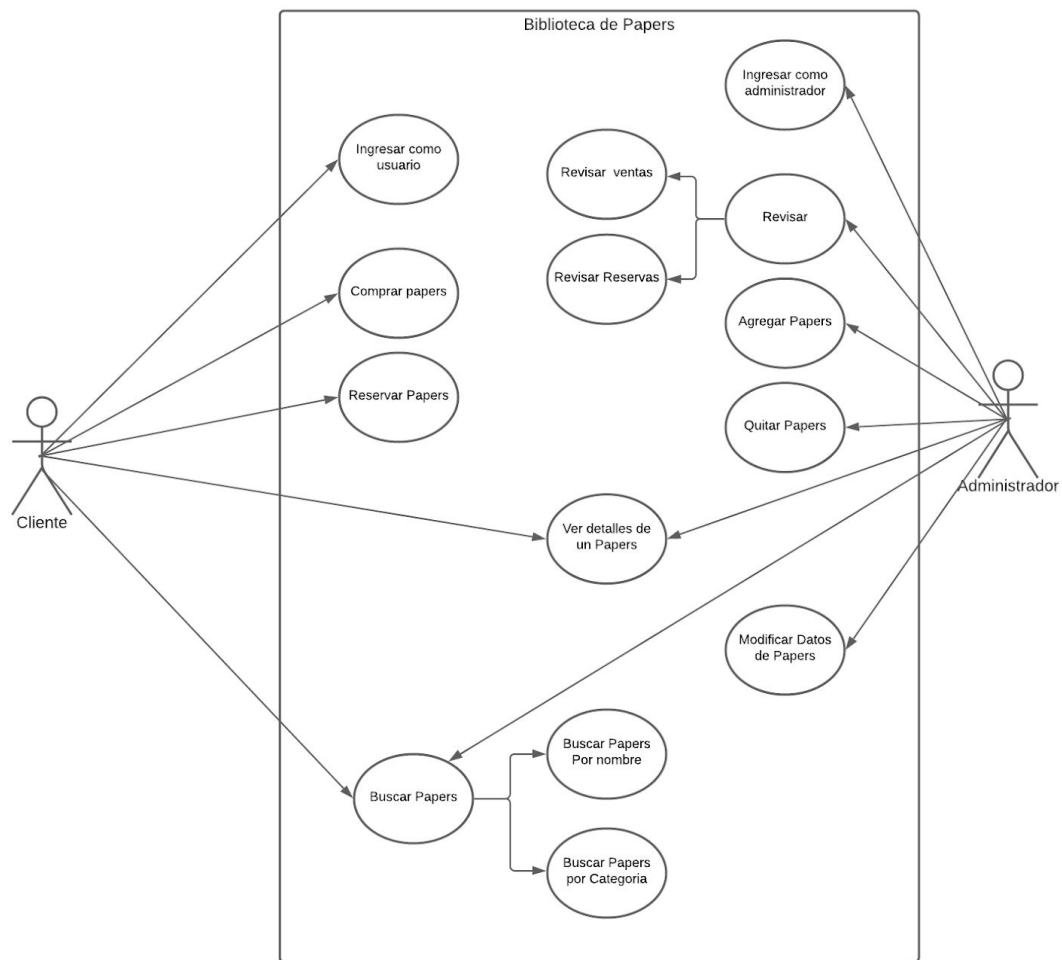 Biblioteca de Papers
Ingresar como
administrador
Ingresar como
usuario
Revisar ventas
Revisar
Revisar Reservas
Comprar papers
Agregar Papers
Reservar Papers
Quitar Papers
Cliente
Administrador
Ver detalles de
un Papers
Modificar Datos
de Papers
Buscar Papers
Por nombre
Buscar Papers
Buscar Papers
por Categoria